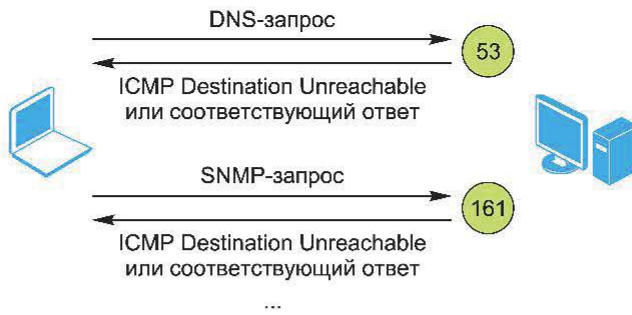 DNS-запрос
53
ICMP Destination Unreachable
или соответствующий ответ
SNMP-запрос
161
ICMP Destination Unreachable
или соответствующий ответ
...